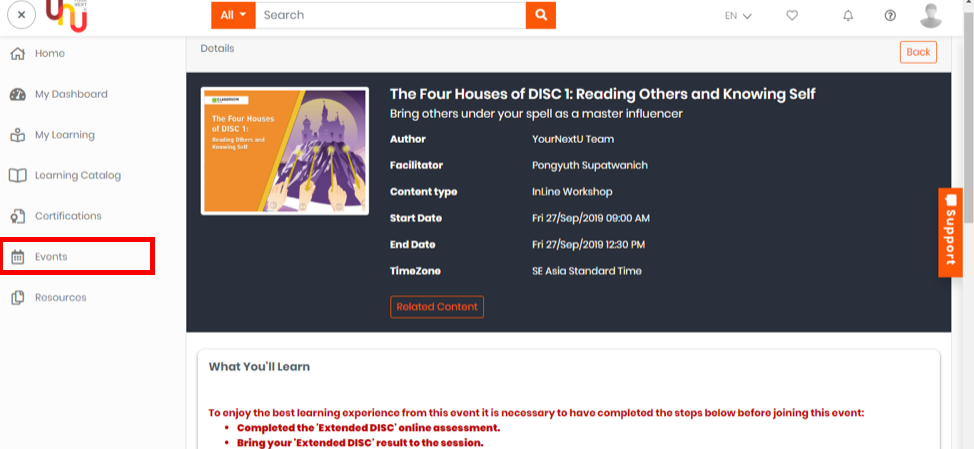 YOUR
NEXT
U
UNU
All
Search
EN
Home
My Dashboard
My Learning
Learning Catalog
Certifications
Events
Resources
Details
Back
CLASSROOM
The Four Houses
of DISC 1:
Reading Others and
Knowing Self
The Four Houses of DISC 1: Reading Others and Knowing Self
Bring others under your spell as a master influencer
Author YourNextU Team
Facilitator Pongyuth Supatwanich
Content type InLine Workshop
Start Date Fri 27/Sep/2019 09:00 AM
End Date Fri 27/Sep/2019 12:30 PM
TimeZone SE Asia Standard Time
Related Content
Support
What You'll Learn
To enjoy the best learning experience from this event it is necessary to have completed the steps below before joining this event:
• Completed the 'Extended DISC' online assessment.
• Bring your 'Extended DISC' result to the session.